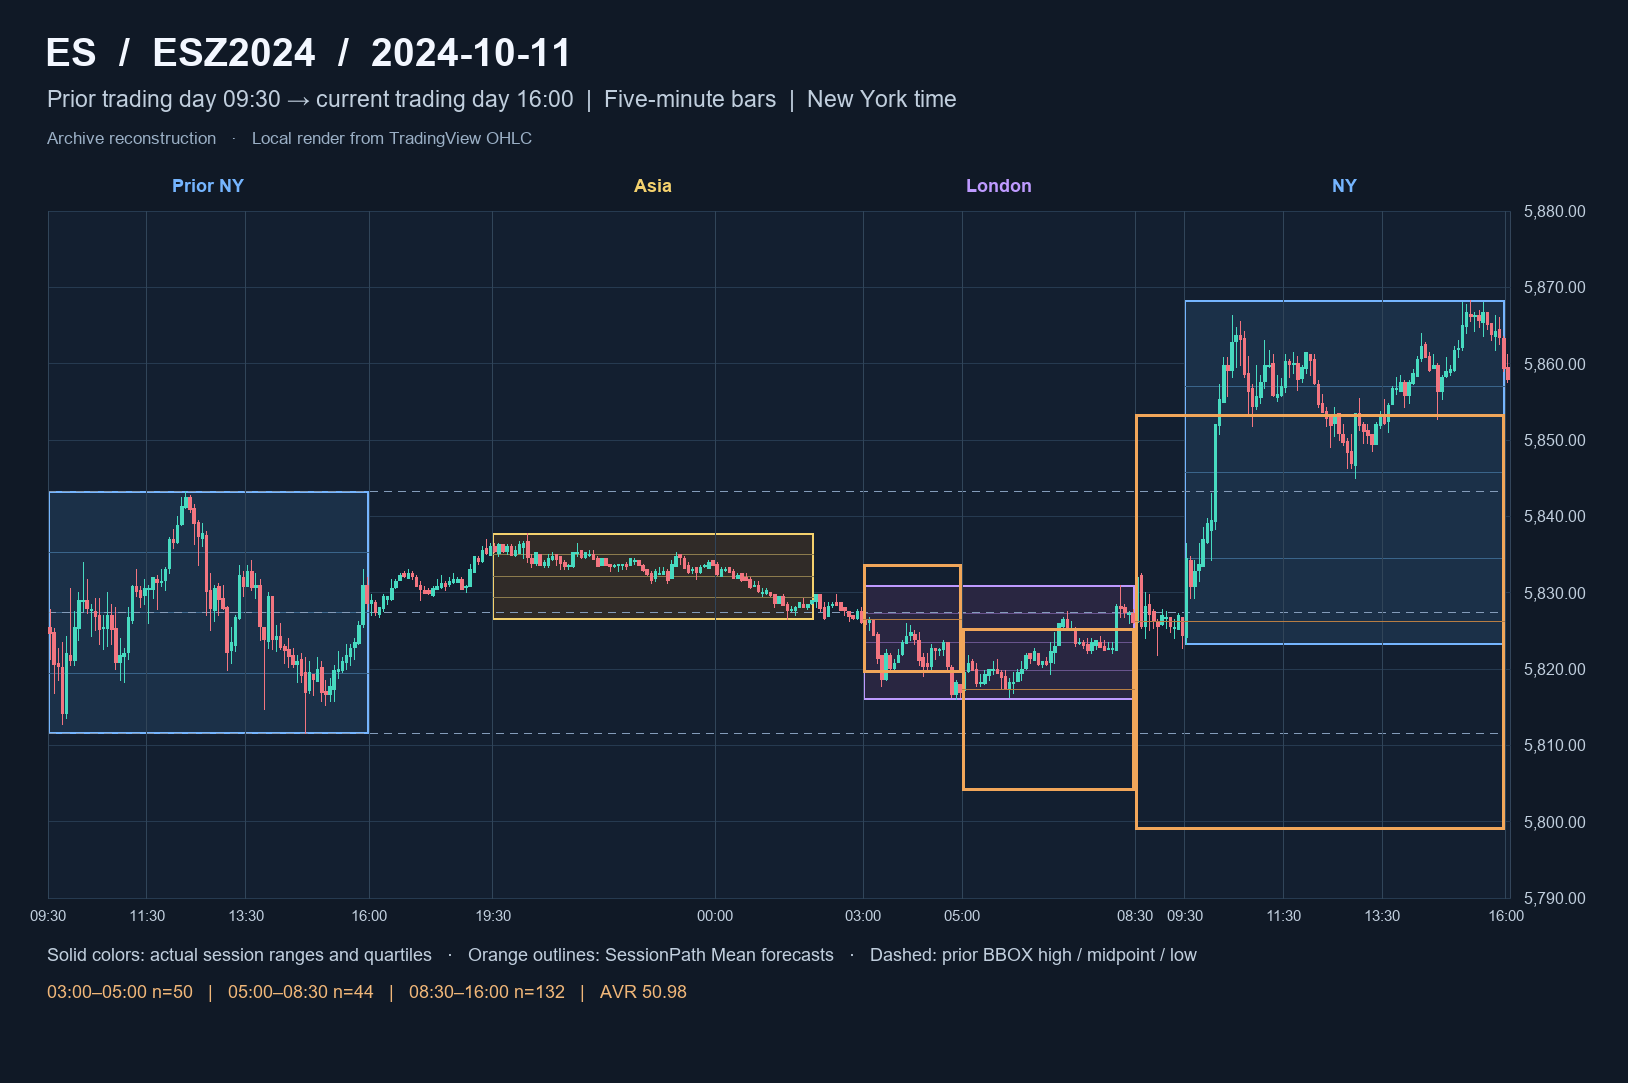 ES / ESZ2024 / 2024-10-11
Prior trading day 09:30 → current trading day 16:00 | Five-minute bars | New York time
Archive reconstruction · Local render from TradingView OHLC
Prior NY Asia London NY
5,880.00
5,870.00
5,860.00
5,850.00
5,840.00
5,830.00
5,820.00
5,810.00
5,800.00
5,790.00
09:30 11:30 13:30 16:00 19:30 00:00 03:00 05:00 08:30 09:30 11:30 13:30 16:00
Solid colors: actual session ranges and quartiles · Orange outlines: SessionPath Mean forecasts · Dashed: prior BBOX high / midpoint / low
03:00–05:00 n=50 | 05:00–08:30 n=44 | 08:30–16:00 n=132 | AVR 50.98